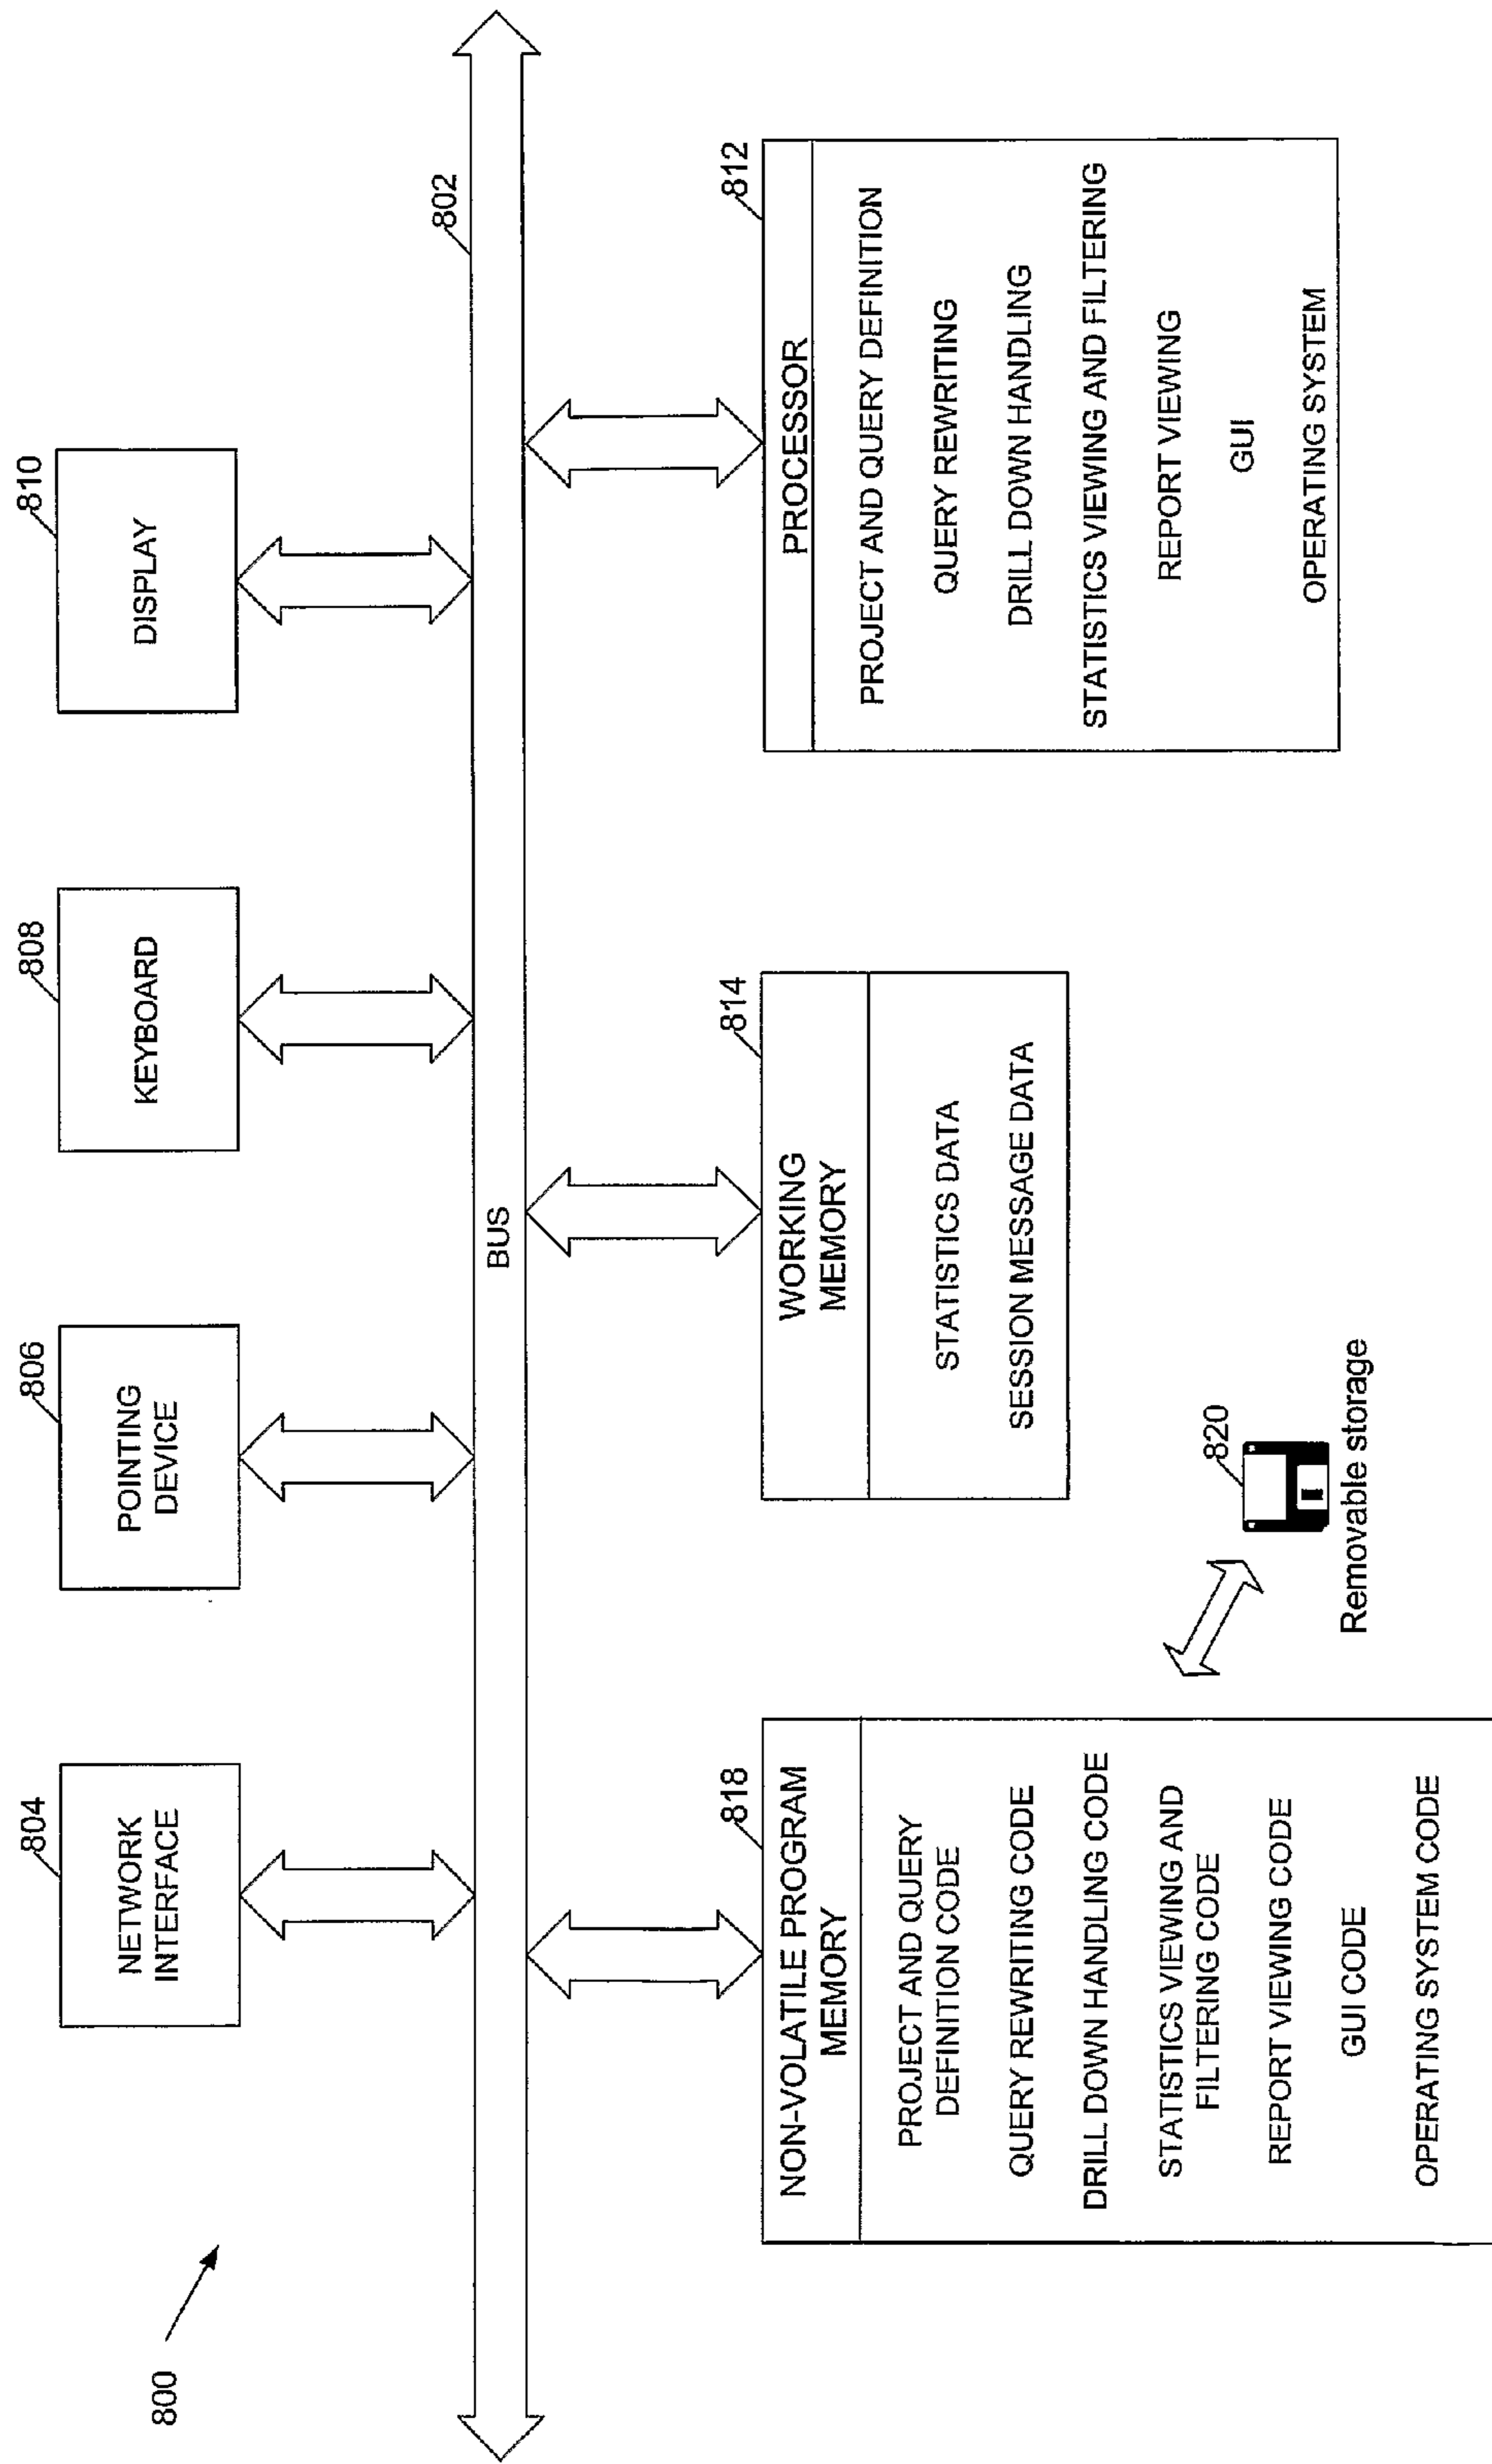 800
804
NETWORK
INTERFACE
806
POINTING
DEVICE
808
KEYBOARD
810
DISPLAY
802
BUS
818
NON-VOLATILE PROGRAM
MEMORY
PROJECT AND QUERY
DEFINITION CODE
QUERY REWRITING CODE
DRILL DOWN HANDLING CODE
STATISTICS VIEWING AND
FILTERING CODE
REPORT VIEWING CODE
GUI CODE
OPERATING SYSTEM CODE
820
Removable storage
814
WORKING
MEMORY
STATISTICS DATA
SESSION MESSAGE DATA
812
PROCESSOR
PROJECT AND QUERY DEFINITION
QUERY REWRITING
DRILL DOWN HANDLING
STATISTICS VIEWING AND FILTERING
REPORT VIEWING
GUI
OPERATING SYSTEM